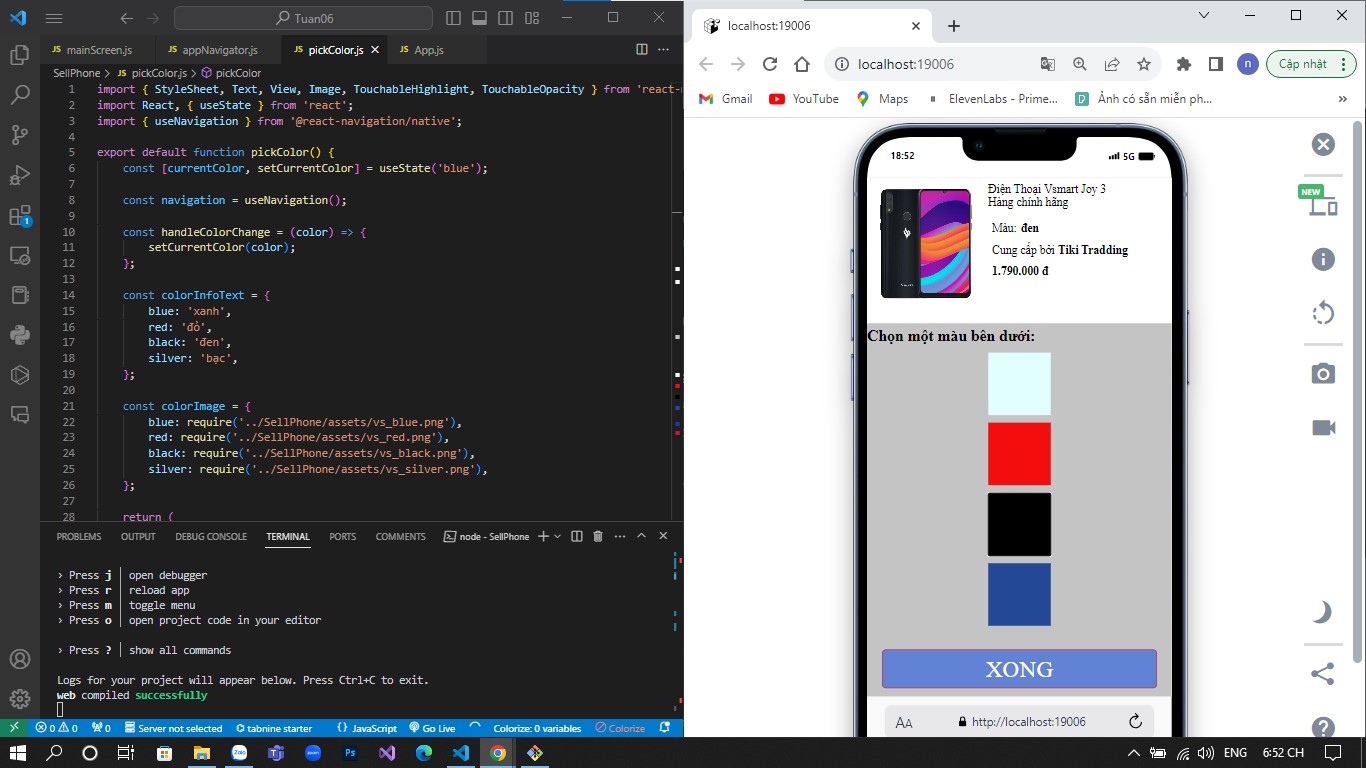 Tuan06
JS mainScreen.js
JS appNavigator.js
JS pickColor.js
JS App.js
SellPhone > JS pickColor.js > pickColor
1 import { StyleSheet, Text, View, Image, TouchableHighlight, TouchableOpacity } from 'react-
2 import React, { useState } from 'react';
3 import { useNavigation } from '@react-navigation/native';
4
5 export default function pickColor() {
6 const [currentColor, setCurrentColor] = useState('blue');
7
8 const navigation = useNavigation();
9
10 const handleColorChange = (color) => {
11 setCurrentColor(color);
12 };
13
14 const colorInfoText = {
15 blue: 'xanh',
16 red: 'đỏ',
17 black: 'đen',
18 silver: 'bạc',
19 };
20
21 const colorImage = {
22 blue: require('../SellPhone/assets/vs_blue.png'),
23 red: require('../SellPhone/assets/vs_red.png'),
24 black: require('../SellPhone/assets/vs_black.png'),
25 silver: require('../SellPhone/assets/vs_silver.png'),
26 };
27
28 return (
PROBLEMS OUTPUT DEBUG CONSOLE TERMINAL PORTS COMMENTS node - SellPhone
› Press j │ open debugger
› Press r │ reload app
› Press m │ toggle menu
› Press o │ open project code in your editor
› Press ? │ show all commands
Logs for your project will appear below. Press Ctrl+C to exit.
web compiled successfully
1
0 0 0 Server not selected tabnine starter {} JavaScript Go Live Colorize: 0 variables Colorize
localhost:19006
localhost:19006
n
Cập nhật
Gmail YouTube Maps ElevenLabs - Prime... Ảnh có sẵn miễn ph... »
18:52
5G
Điện Thoại Vsmart Joy 3
Hàng chính hãng
Màu: đen
Cung cấp bởi Tiki Tradding
1.790.000 đ
Chọn một màu bên dưới:
XONG
AA http://localhost:19006
NEW
Zalo
zoom
Ps
ENG 6:52 CH